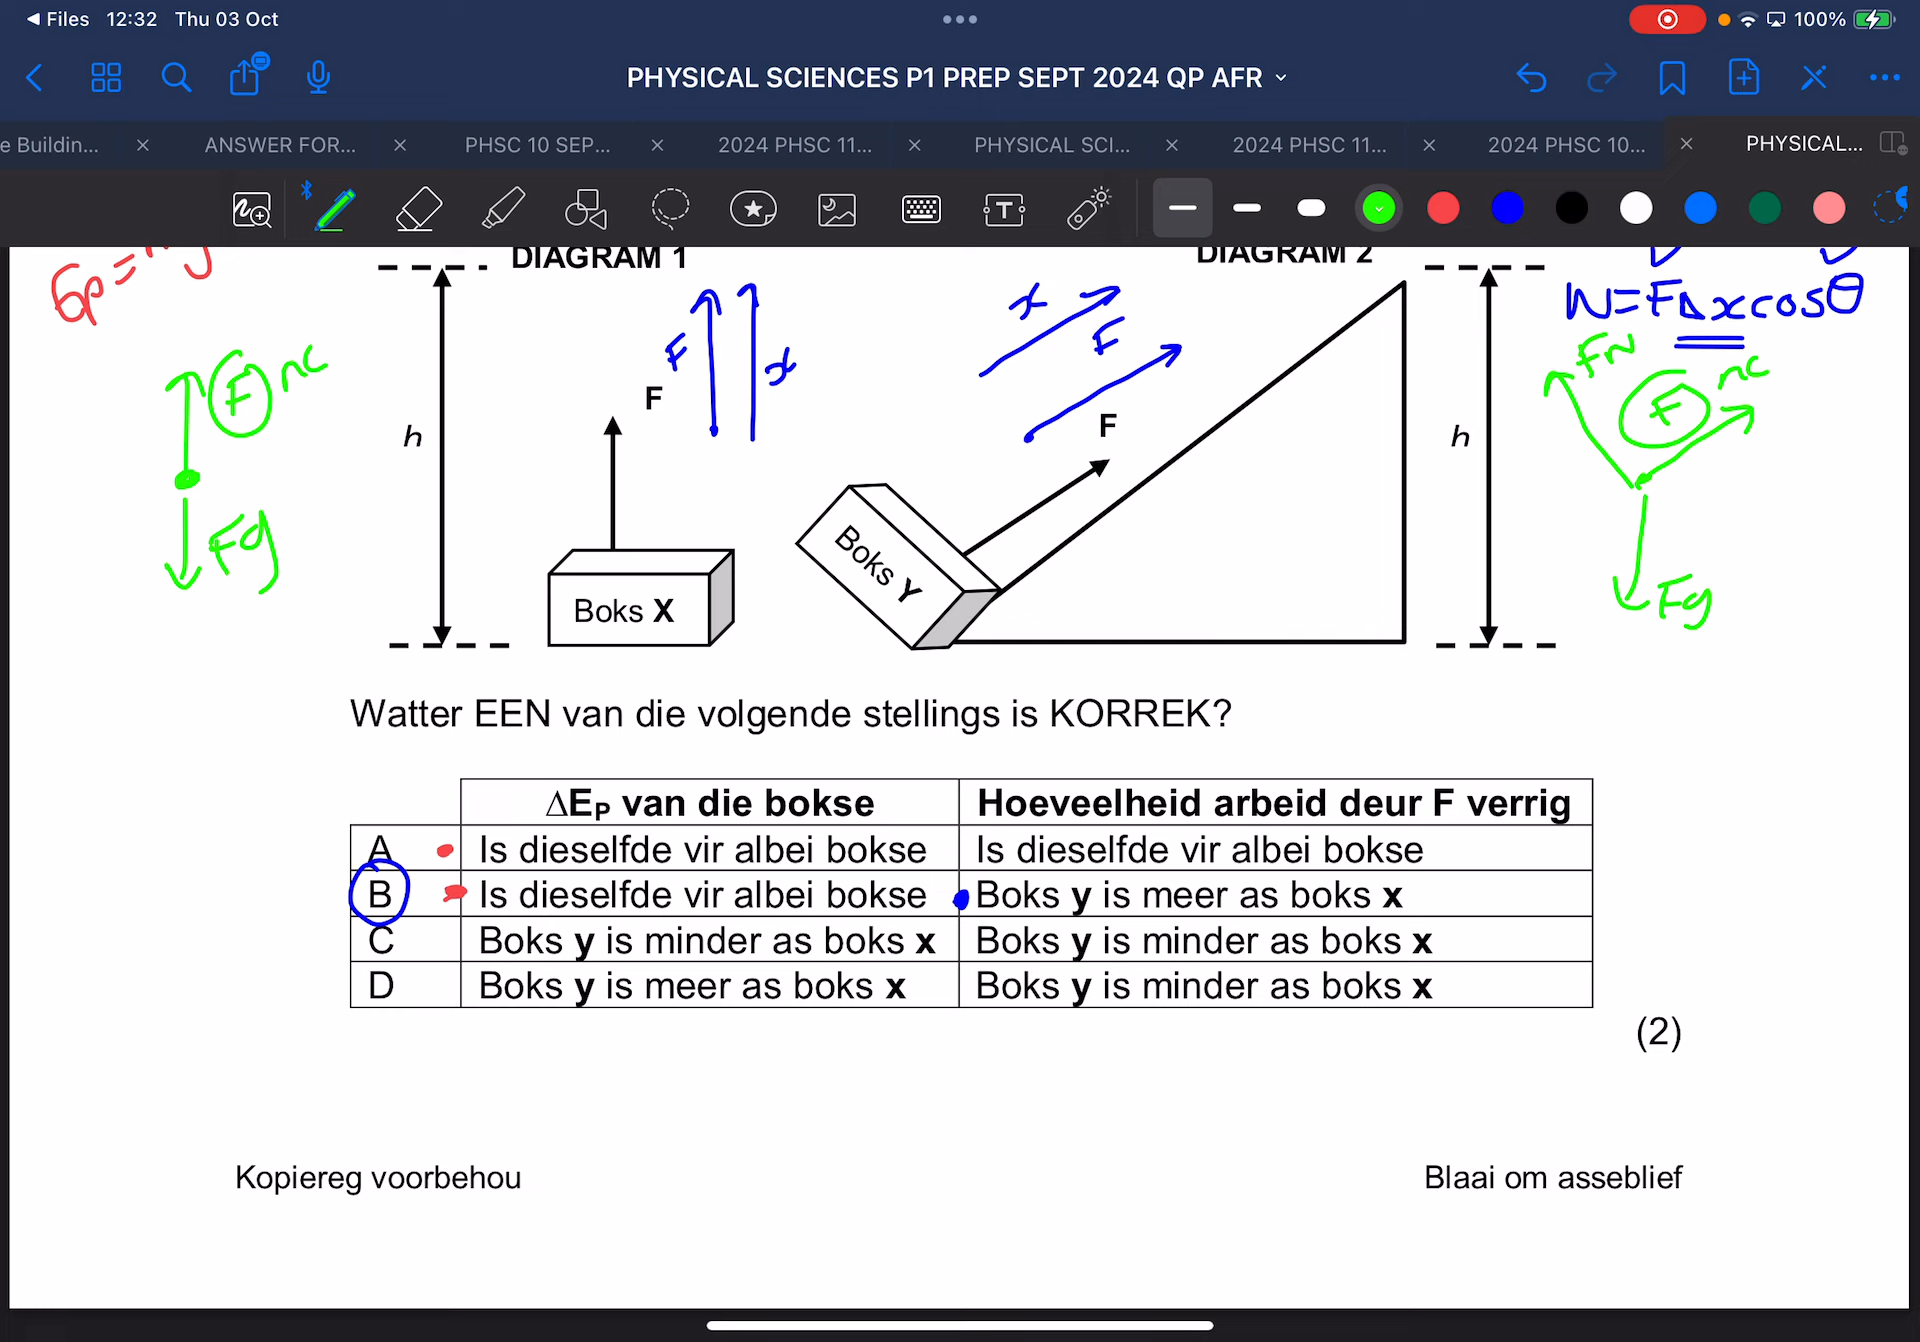 Files 12:32 Thu 03 Oct 100%
PHYSICAL SCIENCES P1 PREP SEPT 2024 QP AFR
e Buildin... ANSWER FOR... PHSC 10 SEP... 2024 PHSC 11... PHYSICAL SCI... 2024 PHSC 11... 2024 PHSC 10... PHYSICAL...
DIAGRAM 1 DIAGRAM 2
Ep=
W=FΔxcosθ
F nc
Fg
h
F x
F
Boks X
x
F
F
Boks Y
h
FN
F nc
Fg
Watter EEN van die volgende stellings is KORREK?
ΔEP van die bokse Hoeveelheid arbeid deur F verrig
A Is dieselfde vir albei bokse Is dieselfde vir albei bokse
B Is dieselfde vir albei bokse Boks y is meer as boks x
C Boks y is minder as boks x Boks y is minder as boks x
D Boks y is meer as boks x Boks y is minder as boks x
(2)
Kopiereg voorbehou Blaai om asseblief